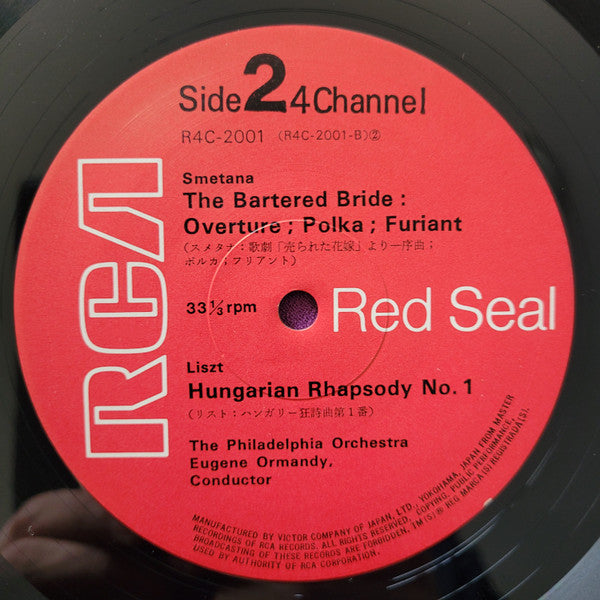 Side 2 4Channel
R4C-2001 (R4C-2001-B)②
Smetana
The Bartered Bride :
Overture ; Polka ; Furiant
(スメタナ：歌劇「売られた花嫁」より－序曲；
ポルカ；フリアント)
RCA
33⅓rpm
Red Seal
Liszt
Hungarian Rhapsody No. 1
(リスト：ハンガリー狂詩曲第１番)
The Philadelphia Orchestra
Eugene Ormandy,
Conductor
MANUFACTURED BY VICTOR COMPANY OF JAPAN, LTD. YOKOHAMA, JAPAN FROM MASTER
RECORDINGS OF RCA RECORDS. ALL RIGHTS RESERVED, COPYING, PUBLIC PERFORMANCE,
BROADCASTING OF THESE RECORDS ARE FORBIDDEN, TM(S) ® REG MARCA(S) REGISTRADA(S).
USED BY AUTHORITY OF RCA CORPORATION.